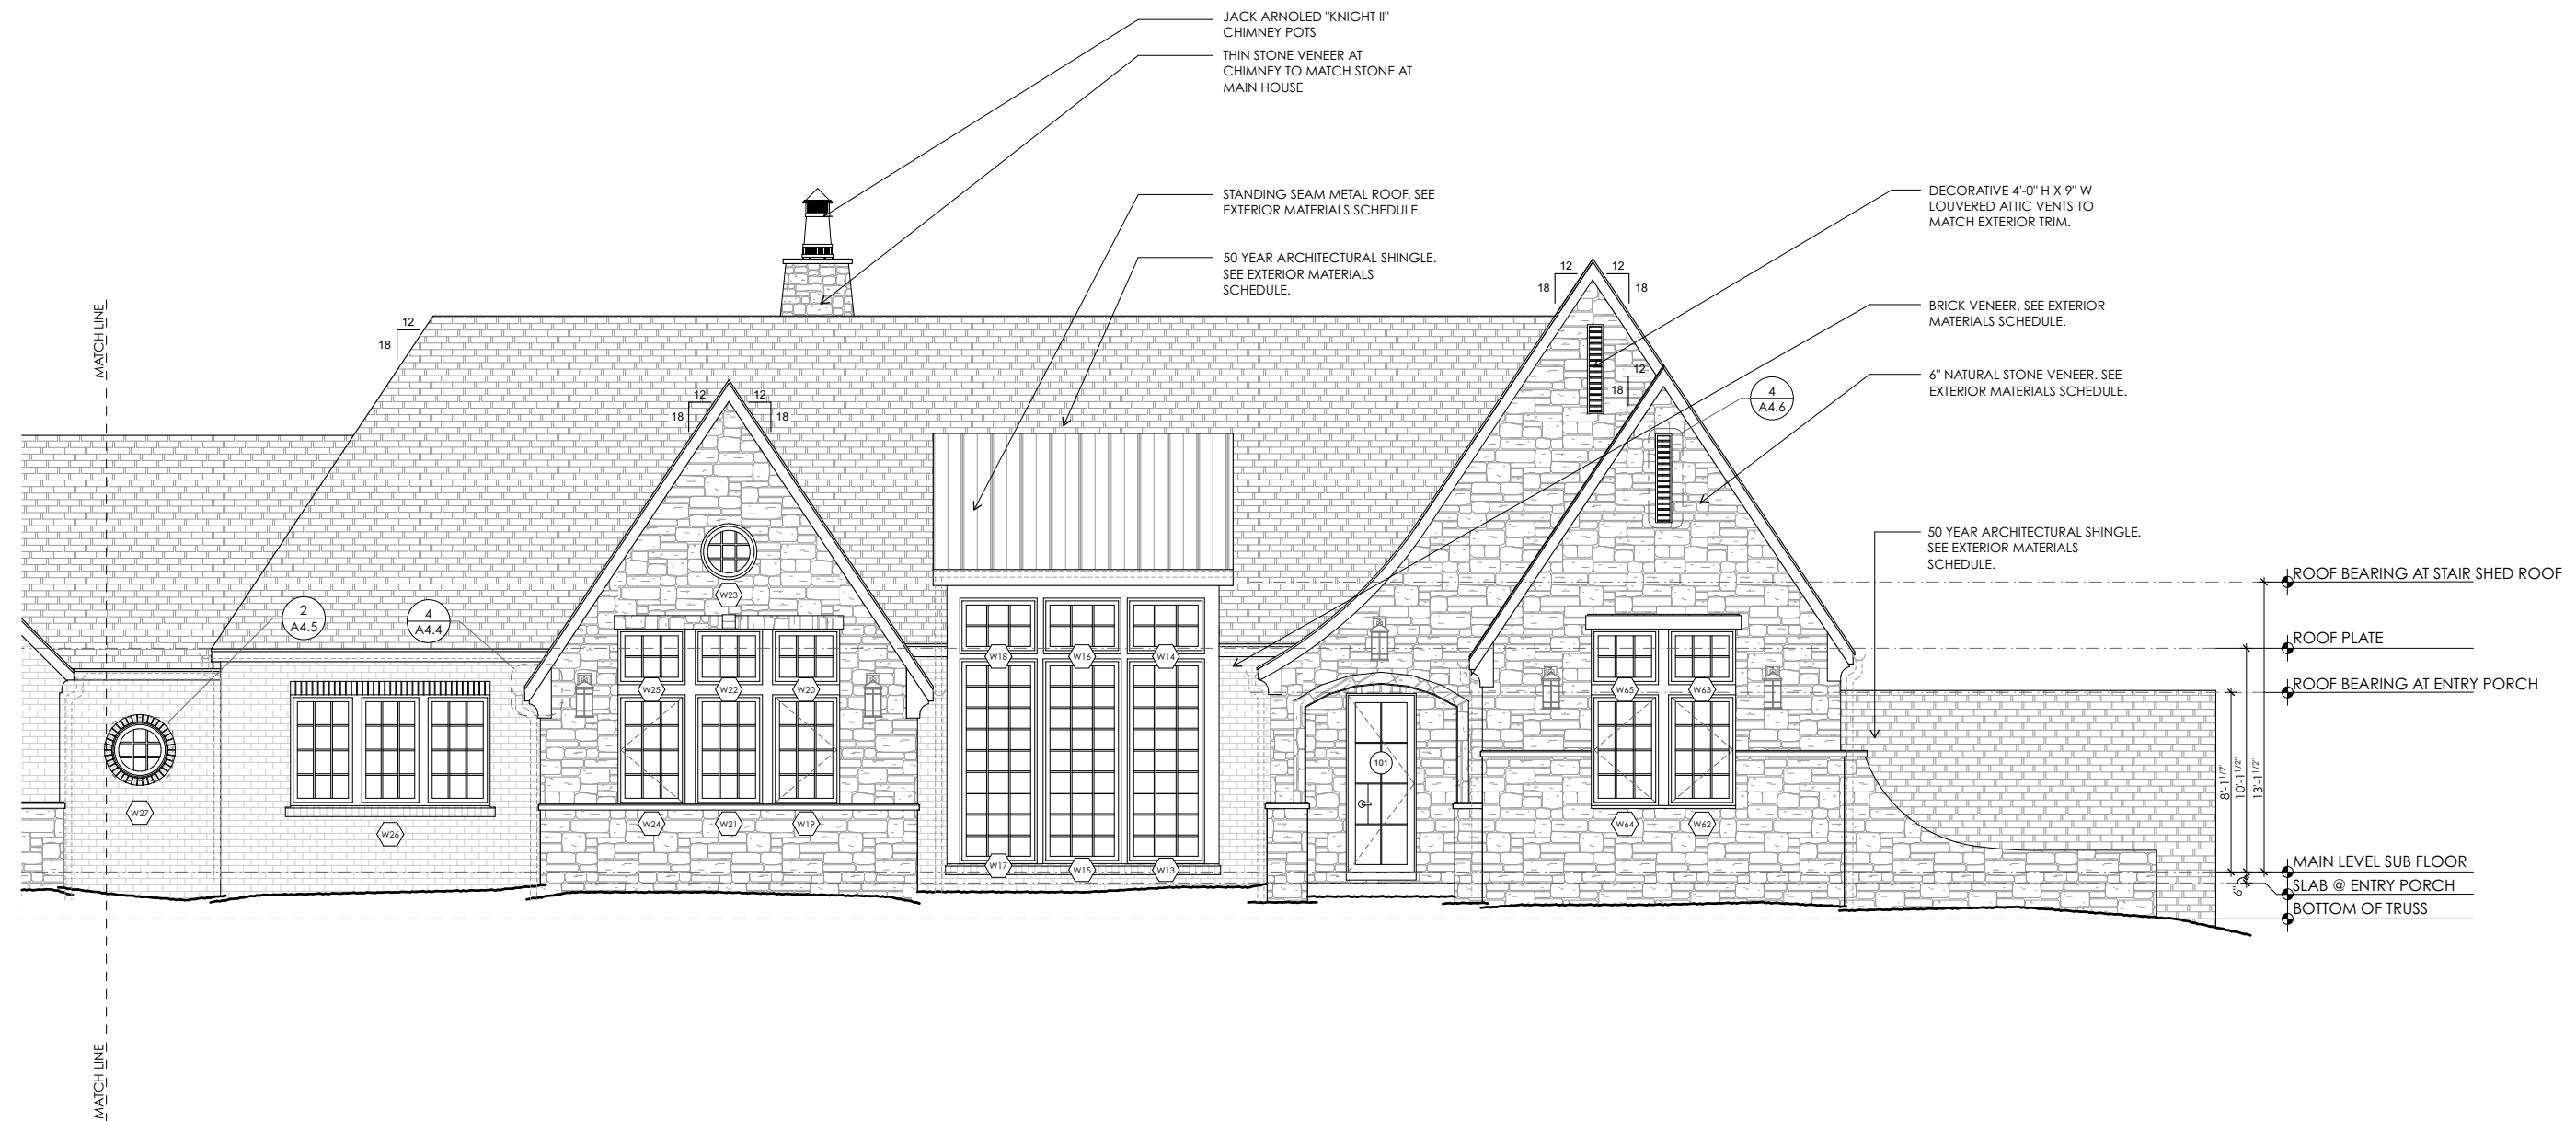 JACK ARNOLED "KNIGHT II"
CHIMNEY POTS
THIN STONE VENEER AT
CHIMNEY TO MATCH STONE AT
MAIN HOUSE
STANDING SEAM METAL ROOF. SEE
EXTERIOR MATERIALS SCHEDULE.
50 YEAR ARCHITECTURAL SHINGLE.
SEE EXTERIOR MATERIALS
SCHEDULE.
DECORATIVE 4'-0" H X 9" W
LOUVERED ATTIC VENTS TO
MATCH EXTERIOR TRIM.
BRICK VENEER. SEE EXTERIOR
MATERIALS SCHEDULE.
6" NATURAL STONE VENEER. SEE
EXTERIOR MATERIALS SCHEDULE.
50 YEAR ARCHITECTURAL SHINGLE.
SEE EXTERIOR MATERIALS
SCHEDULE.
MATCH LINE
12
18
12
12
18
18
12
12
18
18
12
18
4
A4.6
2
A4.5
4
A4.4
W23
W18
W16
W14
W25
W22
W20
W65
W63
101
W27
W26
W24
W21
W19
W64
W62
W17
W15
W13
ROOF BEARING AT STAIR SHED ROOF
ROOF PLATE
ROOF BEARING AT ENTRY PORCH
8'-1 1/2"
10'-1 1/2"
13'-1 1/2"
MAIN LEVEL SUB FLOOR
SLAB @ ENTRY PORCH
6"
BOTTOM OF TRUSS
MATCH LINE